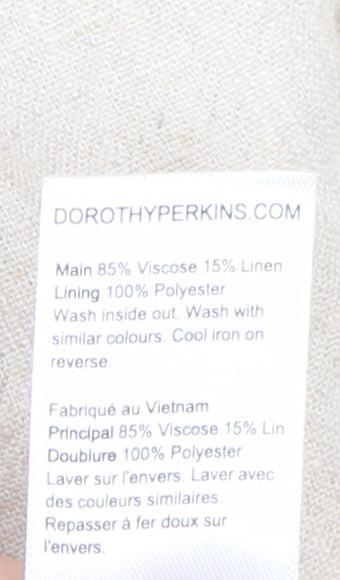 DOROTHYPERKINS.COM
Main 85% Viscose 15% Linen
Lining 100% Polyester
Wash inside out. Wash with
similar colours. Cool iron on
reverse.
Fabriqué au Vietnam
Principal 85% Viscose 15% Lin
Doublure 100% Polyester
Laver sur l'envers. Laver avec
des couleurs similaires
Repasser à fer doux sur
l'envers.